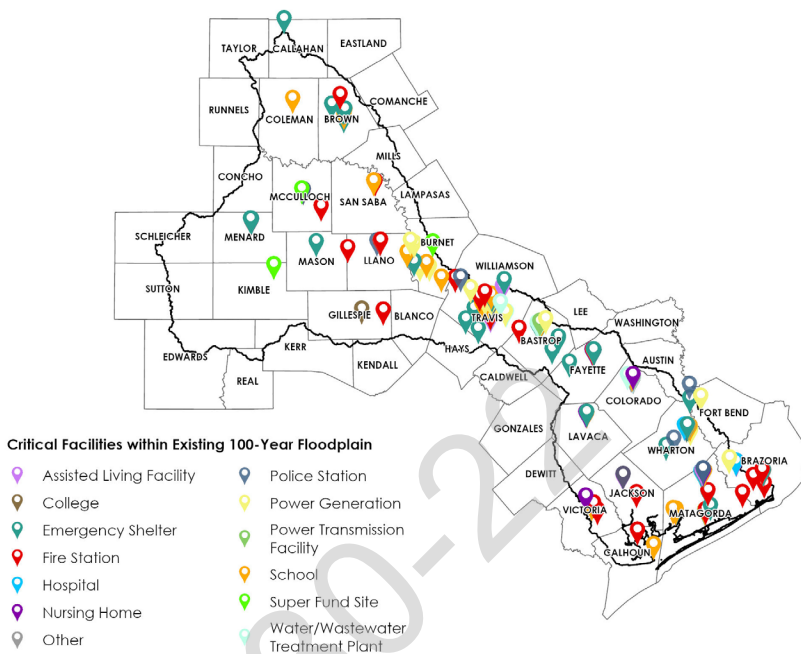 TAYLOR
CALLAHAN
EASTLAND
RUNNELS
COLEMAN
BROWN
COMANCHE
MILLS
CONCHO
MCCULLOCH
SAN SABA
LAMPASAS
SCHLEICHER
MENARD
MASON
LLANO
BURNET
WILLIAMSON
SUTTON
KIMBLE
GILLESPIE
BLANCO
TRAVIS
LEE
WASHINGTON
BASTROP
EDWARDS
KERR
KENDALL
HAYS
REAL
CALDWELL
FAYETTE
AUSTIN
COLORADO
FORT BEND
GONZALES
LAVACA
WHARTON
BRAZORIA
DEWITT
JACKSON
VICTORIA
MATAGORDA
CALHOUN
Critical Facilities within Existing 100-Year Floodplain
Assisted Living Facility
College
Emergency Shelter
Fire Station
Hospital
Nursing Home
Other
Police Station
Power Generation
Power Transmission
Facility
School
Super Fund Site
Water/Wastewater
Treatment Plant